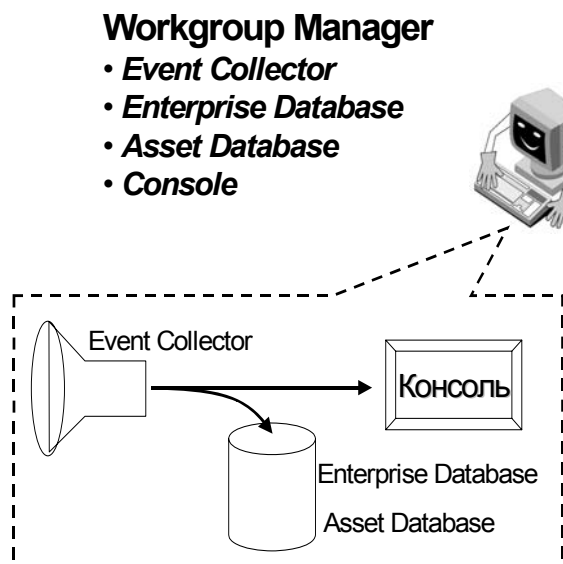 Workgroup Manager
• Event Collector
• Enterprise Database
• Asset Database
• Console
Event Collector
Консоль
Enterprise Database
Asset Database